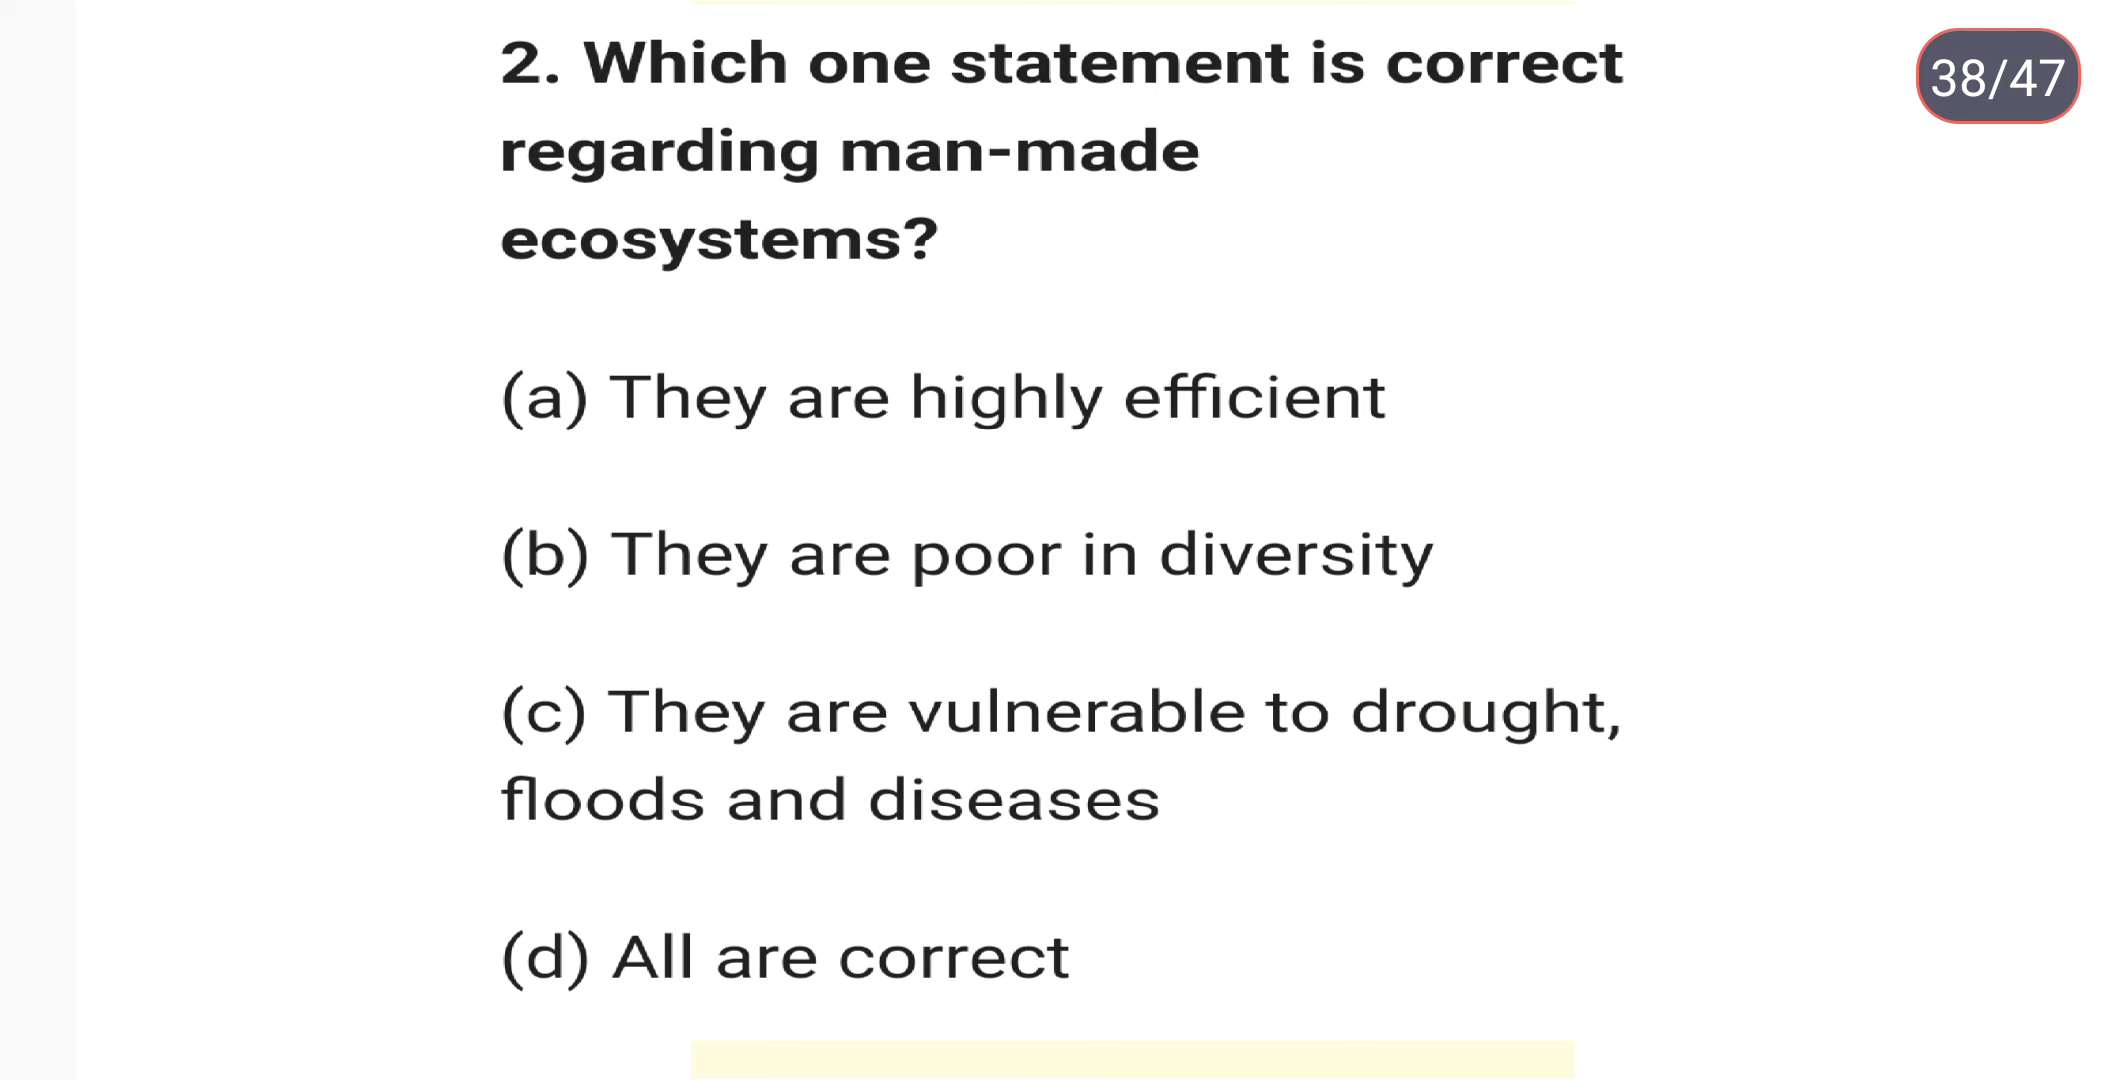 2. Which one statement is correct
38/47
regarding man-made
ecosystems?
(a) They are highly efficient
(b) They are poor in diversity
(c) They are vulnerable to drought,
floods and diseases
(d) All are correct